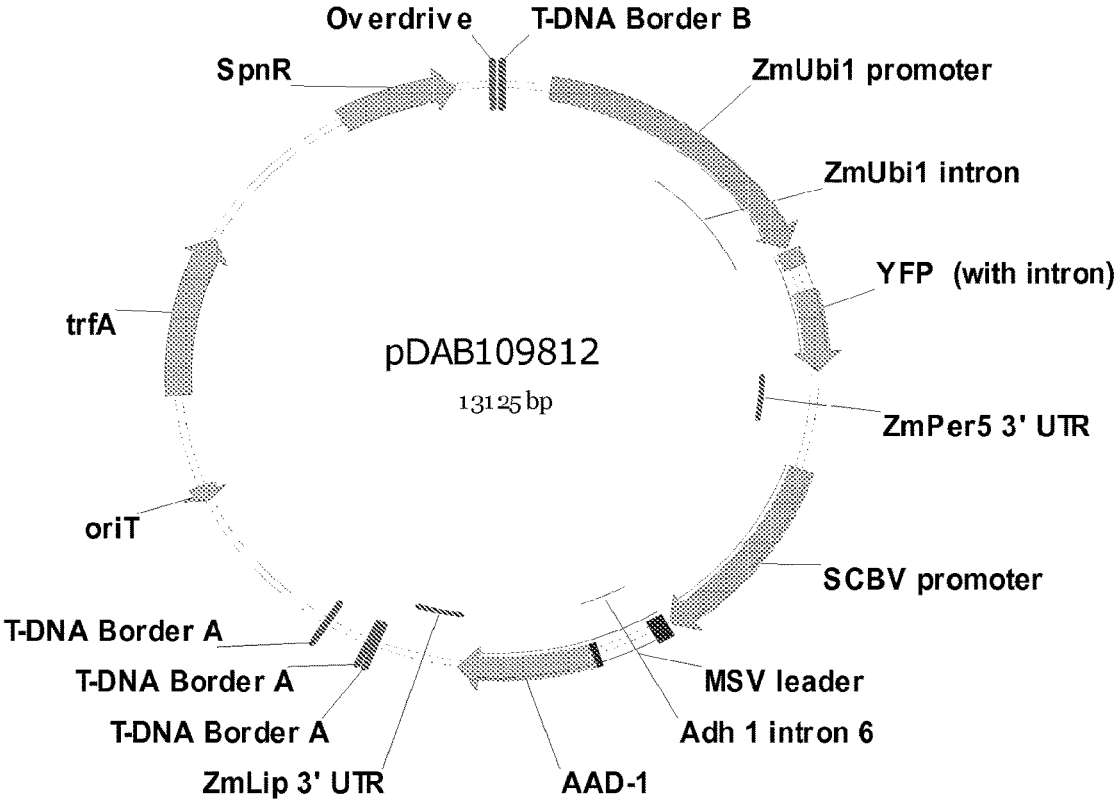 Overdrive
T-DNA Border B
SpnR
ZmUbi1 promoter
ZmUbi1 intron
YFP (with intron)
trfA
pDAB109812
13125 bp
ZmPer5 3' UTR
oriT
SCBV promoter
T-DNA Border A
T-DNA Border A
MSV leader
T-DNA Border A
Adh 1 intron 6
ZmLip 3' UTR
AAD-1